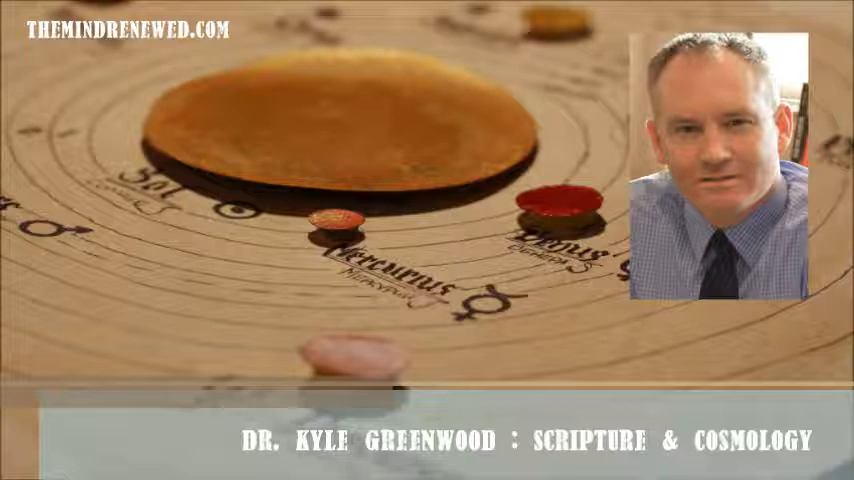 THEMINDRENEWED.COM
Sol
Mercurius
Venus
DR. KYLE GREENWOOD : SCRIPTURE & COSMOLOGY